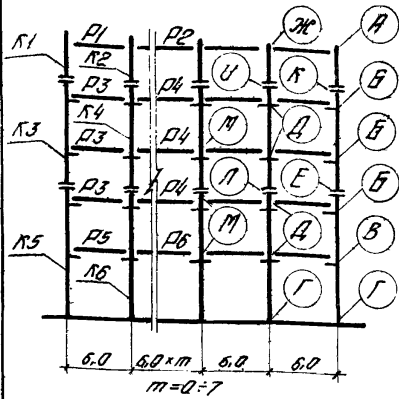 Р1 Р2 Ж А
К1 К2 И К Б
Р3 Р4
К4 М Д Б
К3 Р3 Р4
Л Е Б
Р3 Р4
М Д В
К5 Р5 Р6
К6 Г Г
6,0 6,0×m 6,0 6,0
m=0÷7